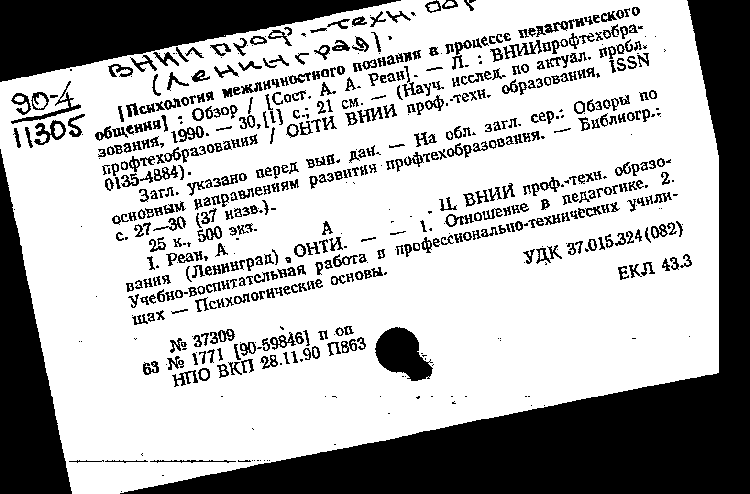 ВНИИ проф.-техн. обр
(Ленинград).
90-4
11305
[Психология межличностного познания в процессе педагогического
общения] : Обзор / [Сост. А. А. Реан]. — Л. : ВНИИпрофтехобра-
зования, 1990. — 30,[1] с.; 21 см. — (Науч. исслед. по актуал. пробл.
профтехобразования / ОНТИ ВНИИ проф.-техн. образования, ISSN
0135-4884).
Загл. указано перед вып. дан. — На обл. загл. сер.: Обзоры по
основным направлениям развития профтехобразования. — Библиогр.:
с. 27—30 (37 назв.).
25 к., 500 экз.
I. Реан, А А . II. ВНИИ проф.-техн. образо-
вания (Ленинград). ОНТИ. — — 1. Отношение в педагогике. 2.
Учебно-воспитательная работа в профессионально-технических учили-
щах — Психологические основы.
УДК 37.015.324(082)
ЕКЛ 43.3
№ 37309
63 № 1771 [90-59846] п оп
НПО ВКП 28.11.90 П863